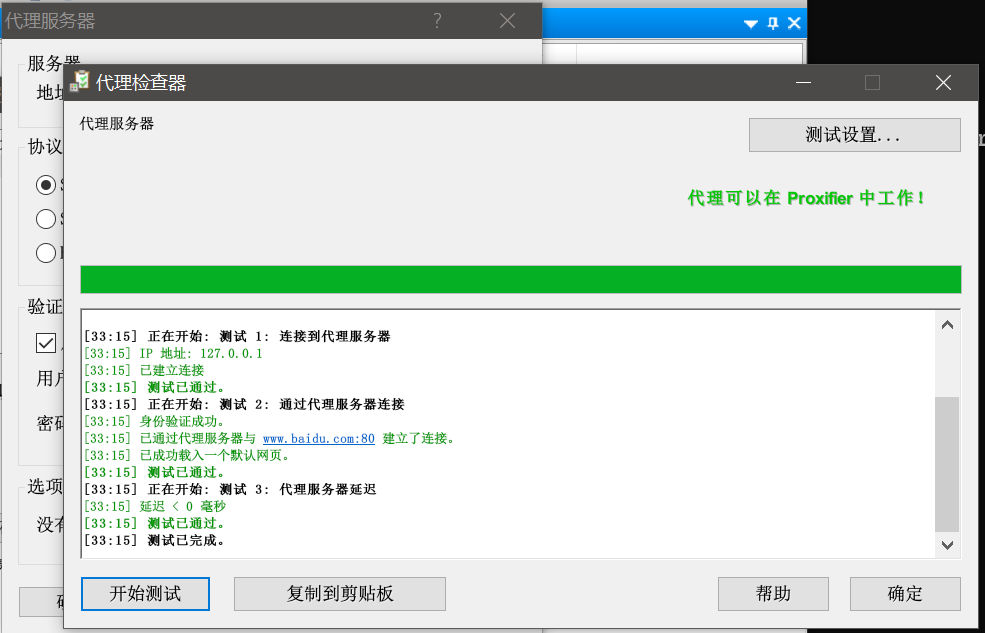 代理服务器
服务器
代理检查器
地址
代理服务器
测试设置...
协议
代理可以在 Proxifier 中工作!
验证
用户
密码
选项
没有
[33:15] 正在开始: 测试 1: 连接到代理服务器
[33:15] IP 地址: 127.0.0.1
[33:15] 已建立连接
[33:15] 测试已通过。
[33:15] 正在开始: 测试 2: 通过代理服务器连接
[33:15] 身份验证成功。
[33:15] 已通过代理服务器与 www.baidu.com:80 建立了连接。
[33:15] 已成功载入一个默认网页。
[33:15] 测试已通过。
[33:15] 正在开始: 测试 3: 代理服务器延迟
[33:15] 延迟 < 0 毫秒
[33:15] 测试已通过。
[33:15] 测试已完成。
开始测试
复制到剪贴板
帮助
确定